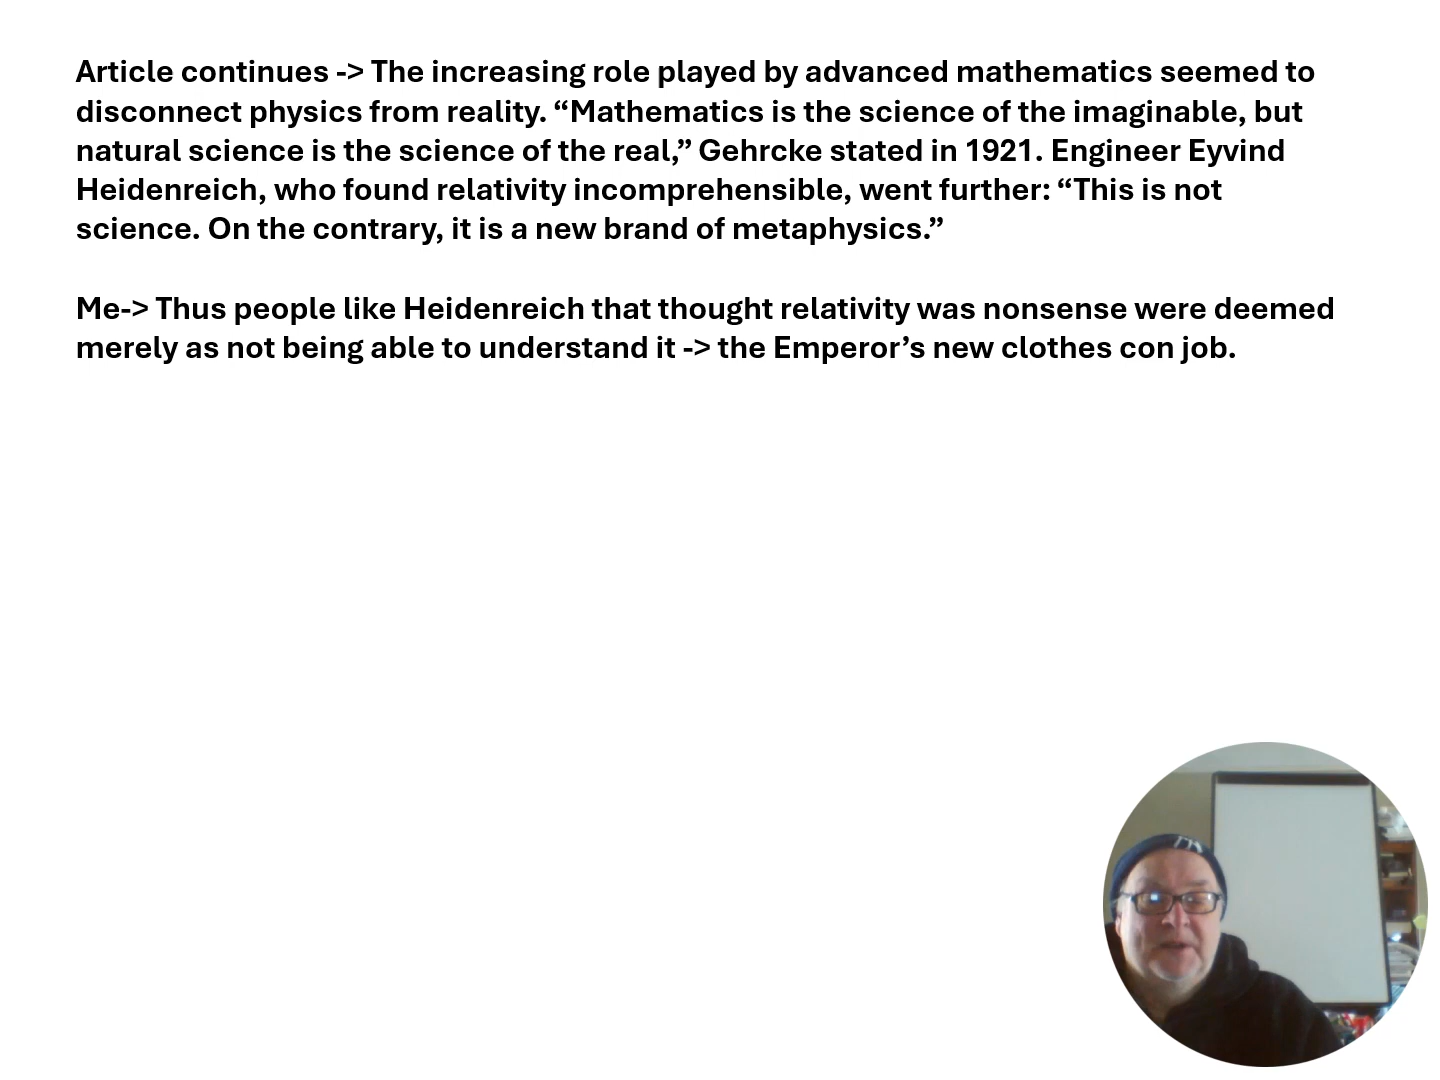 Article continues -> The increasing role played by advanced mathematics seemed to
disconnect physics from reality. “Mathematics is the science of the imaginable, but
natural science is the science of the real,” Gehrcke stated in 1921. Engineer Eyvind
Heidenreich, who found relativity incomprehensible, went further: “This is not
science. On the contrary, it is a new brand of metaphysics.”
Me-> Thus people like Heidenreich that thought relativity was nonsense were deemed
merely as not being able to understand it -> the Emperor’s new clothes con job.